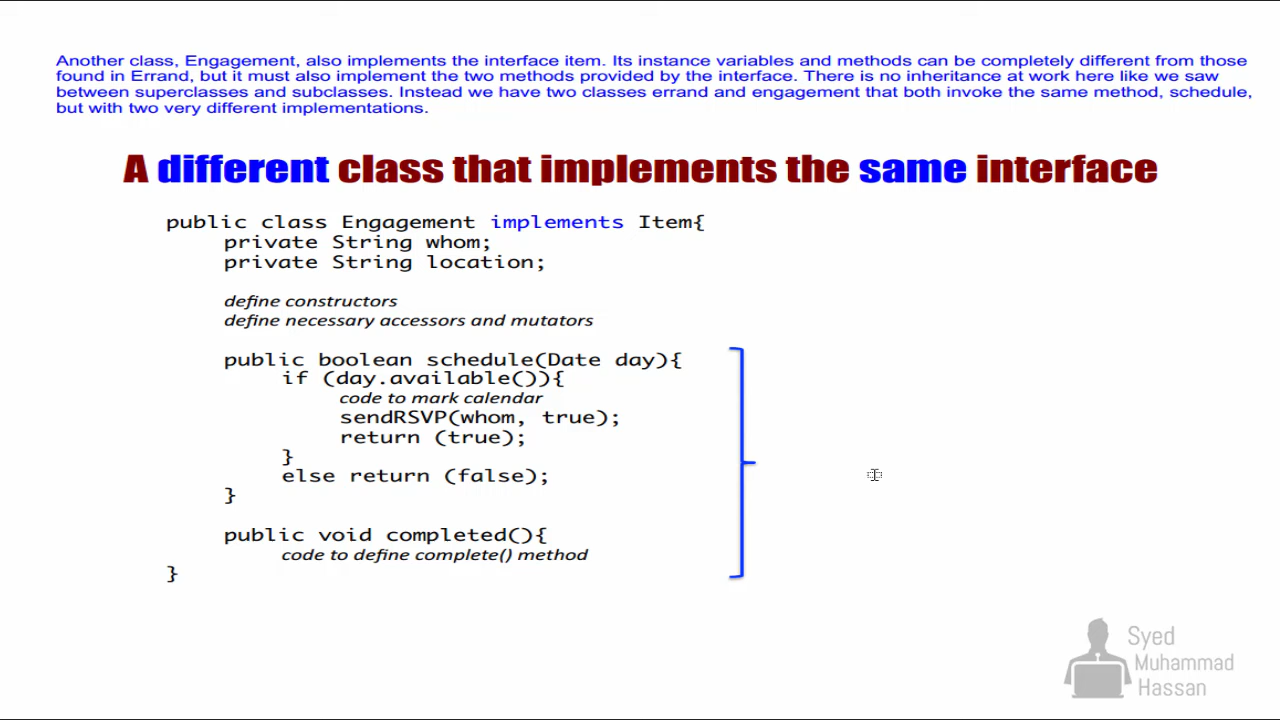 Another class, Engagement, also implements the interface item. Its instance variables and methods can be completely different from those
found in Errand, but it must also implement the two methods provided by the interface. There is no inheritance at work here like we saw
between superclasses and subclasses. Instead we have two classes errand and engagement that both invoke the same method, schedule,
but with two very different implementations.
A different class that implements the same interface
public class Engagement implements Item{
private String whom;
private String location;
define constructors
define necessary accessors and mutators
public boolean schedule(Date day){
if (day.available()){
code to mark calendar
sendRSVP(whom, true);
return (true);
}
else return (false);
}
public void completed(){
code to define complete() method
}
Syed
Muhammad
Hassan